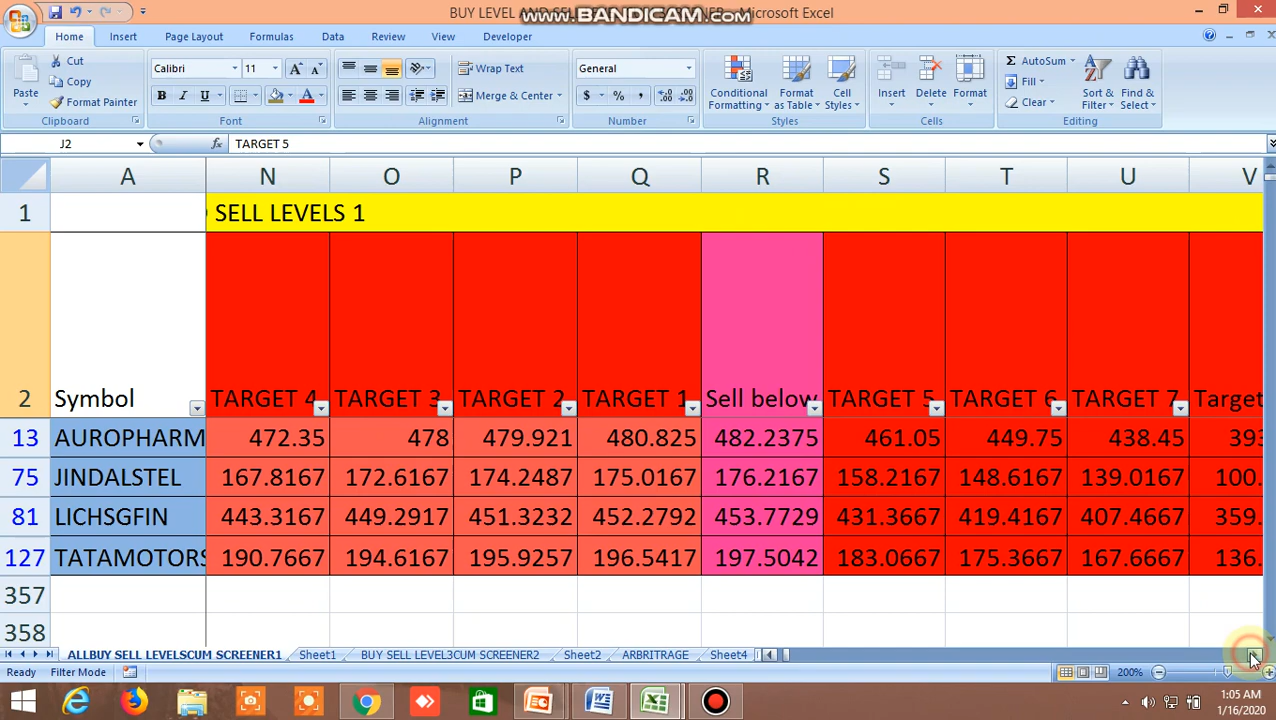 BUY LEVEL AND SEL
www.BANDICAM.com
- Microsoft Excel
Home Insert Page Layout Formulas Data Review View Developer
Paste
Cut
Copy
Format Painter
Clipboard
Calibri 11
B I U
Font
Wrap Text
Merge & Center
Alignment
General
$ % ,
Number
Conditional Formatting
Format as Table
Cell Styles
Styles
Insert Delete Format
Cells
Σ AutoSum
Fill
Clear
Sort & Filter
Find & Select
Editing
J2 fx TARGET 5
A N O P Q R S T U V
1 SELL LEVELS 1
2 Symbol TARGET 4 TARGET 3 TARGET 2 TARGET 1 Sell below TARGET 5 TARGET 6 TARGET 7 Target
13 AUROPHARM 472.35 478 479.921 480.825 482.2375 461.05 449.75 438.45 393
75 JINDALSTEL 167.8167 172.6167 174.2487 175.0167 176.2167 158.2167 148.6167 139.0167 100.
81 LICHSGFIN 443.3167 449.2917 451.3232 452.2792 453.7729 431.3667 419.4167 407.4667 359.
127 TATAMOTORS 190.7667 194.6167 195.9257 196.5417 197.5042 183.0667 175.3667 167.6667 136.
357
358
ALLBUY SELL LEVELSCUM SCREENER1 Sheet1 BUY SELL LEVEL3CUM SCREENER2 Sheet2 ARBRITRAGE Sheet4
Ready Filter Mode 200%
1:05 AM
1/16/2020